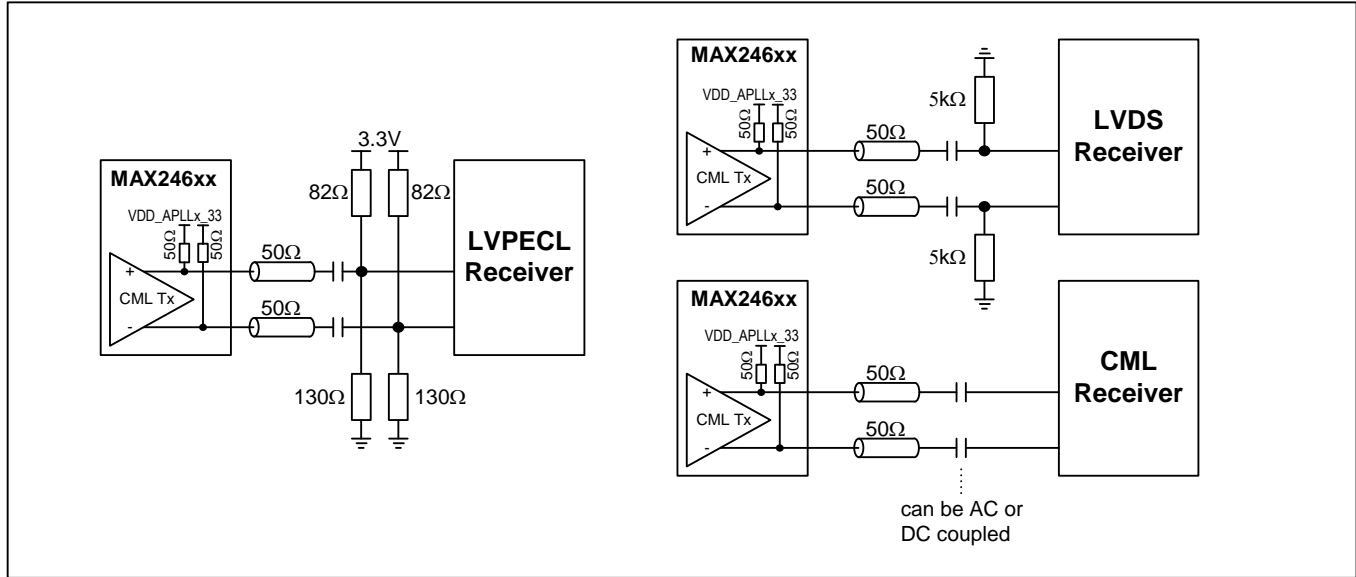 MAX246xx
VDD_APLLx_33
50Ω
50Ω
+
CML Tx
-
50Ω
50Ω
3.3V
82Ω
82Ω
130Ω
130Ω
LVPECL
Receiver
MAX246xx
VDD_APLLx_33
50Ω
50Ω
+
CML Tx
-
50Ω
50Ω
5kΩ
5kΩ
LVDS
Receiver
MAX246xx
VDD_APLLx_33
50Ω
50Ω
+
CML Tx
-
50Ω
50Ω
can be AC or
DC coupled
CML
Receiver